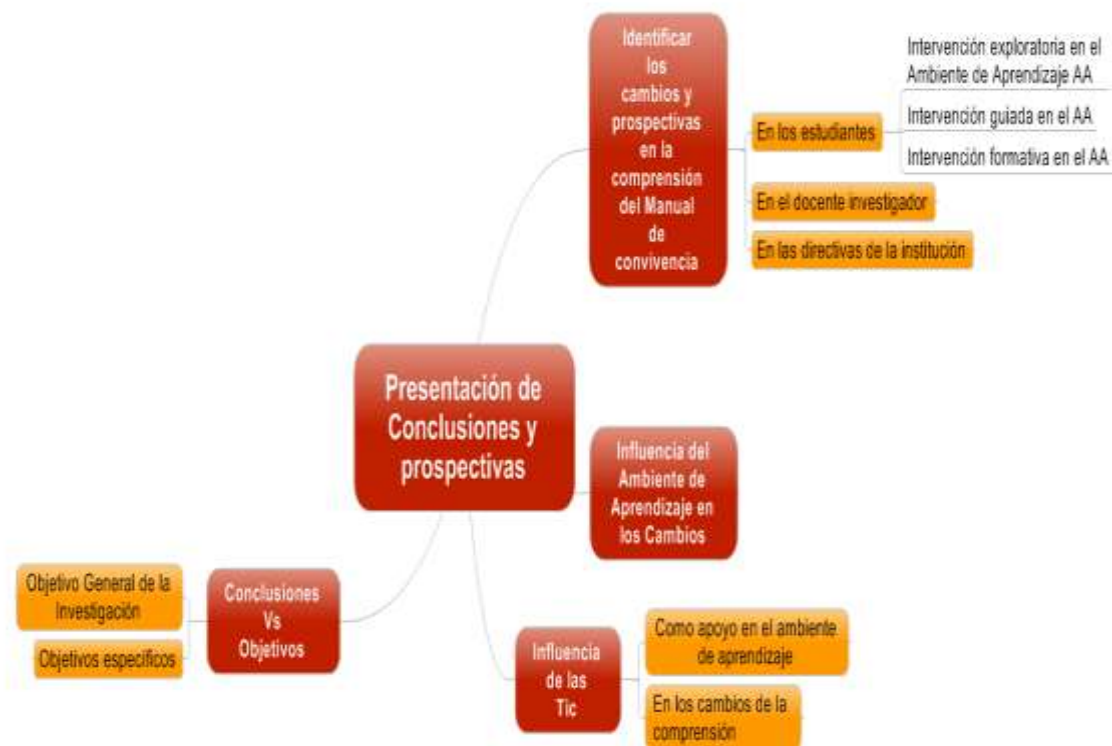 Identificar
los
cambios y
prospectivas
en la
comprensión
del Manual
de
convivencia
En los estudiantes
Intervención exploratoria en el
Ambiente de Aprendizaje AA
Intervención guiada en el AA
Intervención formativa en el AA
En el docente investigador
En las directivas de la institución
Presentación de
Conclusiones y
prospectivas
Influencia del
Ambiente de
Aprendizaje en
los Cambios
Objetivo General de la
Investigación
Objetivos específicos
Conclusiones
Vs
Objetivos
Influencia
de las
Tic
Como apoyo en el ambiente
de aprendizaje
En los cambios de la
comprensión